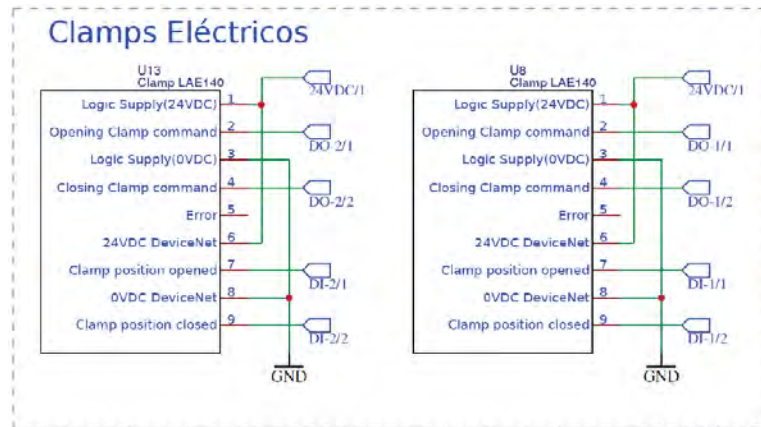 Clamps Eléctricos
U13
Clamp LAE140
Logic Supply(24VDC) 1
24VDC/1
Opening Clamp command 2
DO-2/1
Logic Supply(0VDC) 3
Closing Clamp command 4
DO-2/2
Error 5
24VDC DeviceNet 6
Clamp position opened 7
DI-2/1
0VDC DeviceNet 8
Clamp position closed 9
DI-2/2
GND
U8
Clamp LAE140
Logic Supply(24VDC) 1
24VDC/1
Opening Clamp command 2
DO-1/1
Logic Supply(0VDC) 3
Closing Clamp command 4
DO-1/2
Error 5
24VDC DeviceNet 6
Clamp position opened 7
DI-1/1
0VDC DeviceNet 8
Clamp position closed 9
DI-1/2
GND